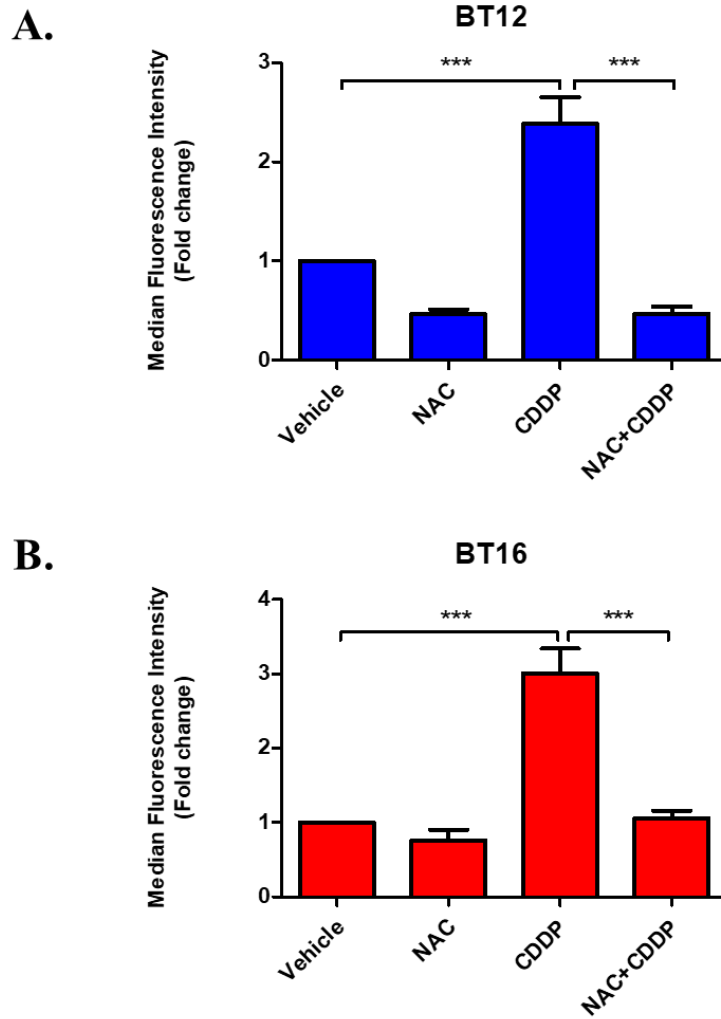 A.
BT12
Median Fluorescence Intensity
(Fold change)
3
2
1
0
*** ***
Vehicle
NAC
CDDP
NAC+CDDP
B.
BT16
Median Fluorescence Intensity
(Fold change)
4
3
2
1
0
*** ***
Vehicle
NAC
CDDP
NAC+CDDP